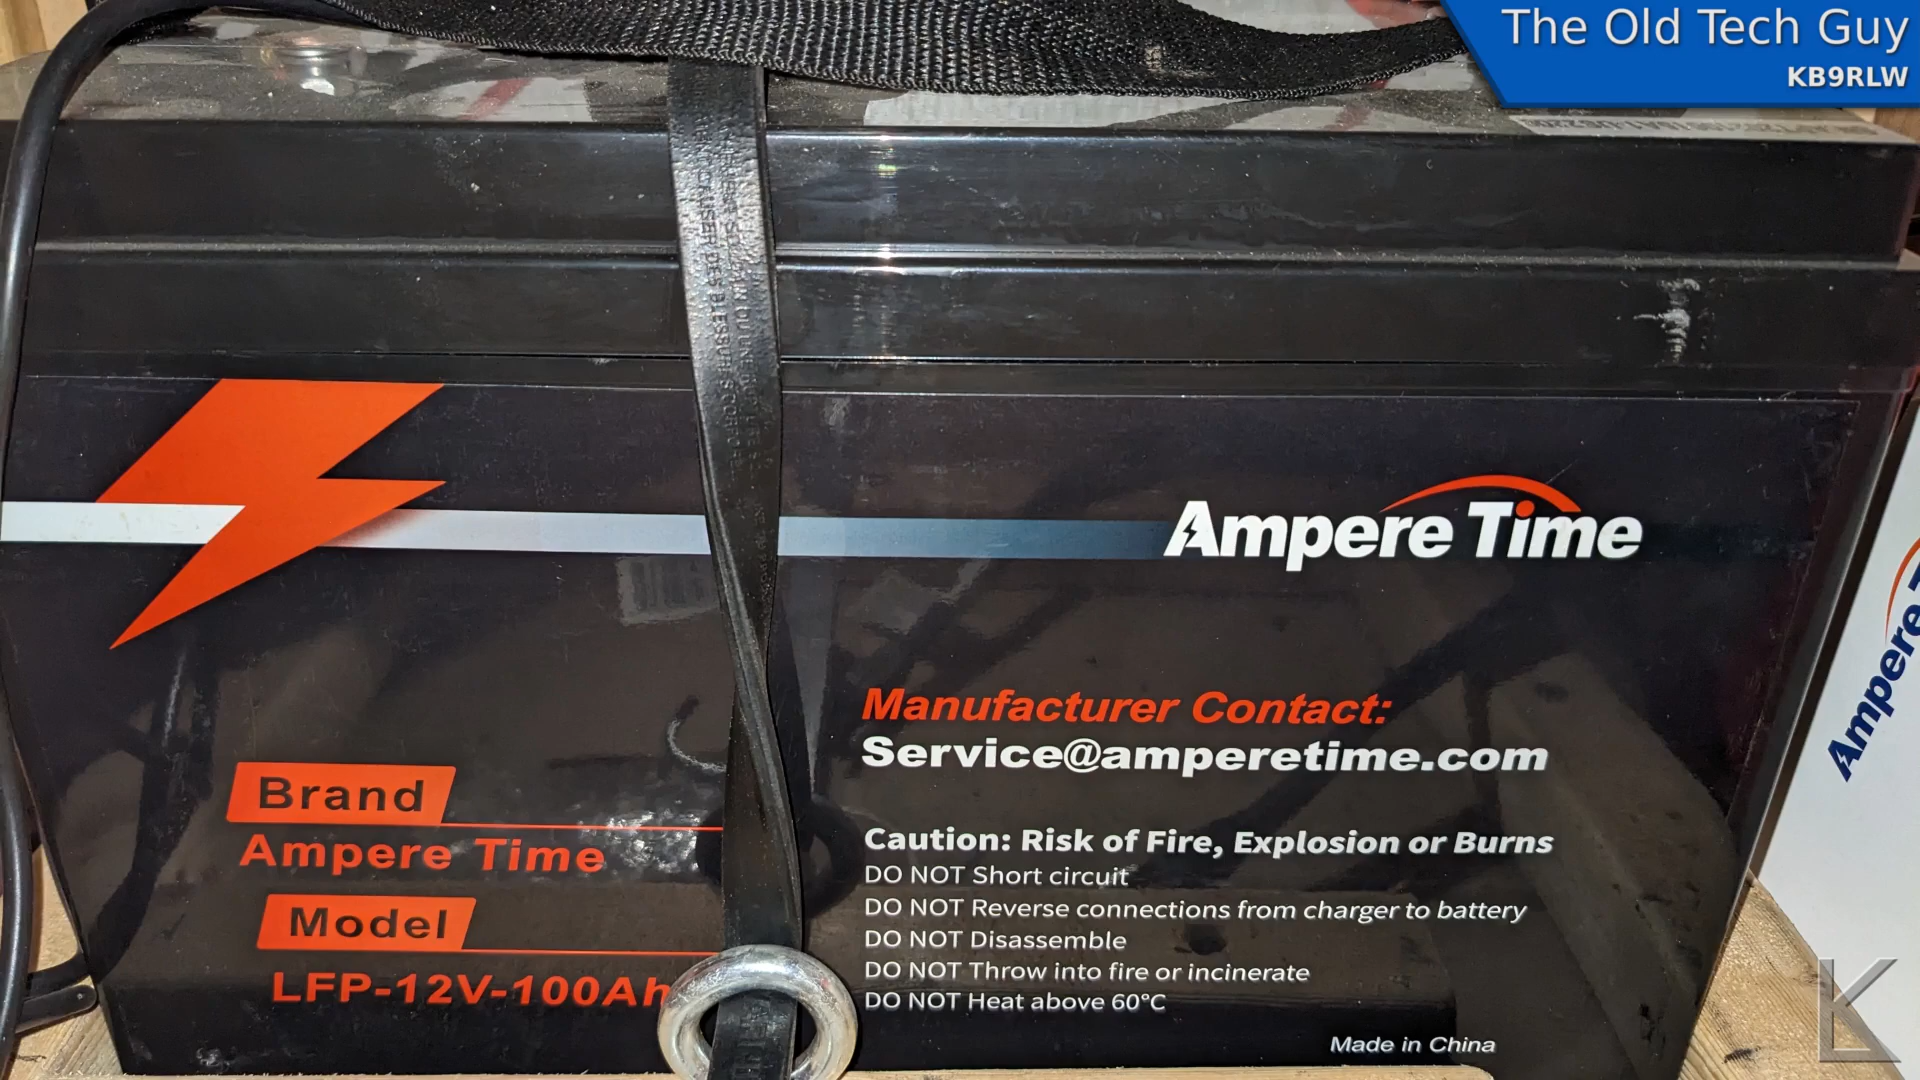 The Old Tech Guy
KB9RLW
Ampere Time
Manufacturer Contact:
Service@amperetime.com
Brand
Ampere Time
Model
LFP-12V-100Ah
Caution: Risk of Fire, Explosion or Burns
DO NOT Short circuit
DO NOT Reverse connections from charger to battery
DO NOT Disassemble
DO NOT Throw into fire or incinerate
DO NOT Heat above 60°C
Made in China
Ampere